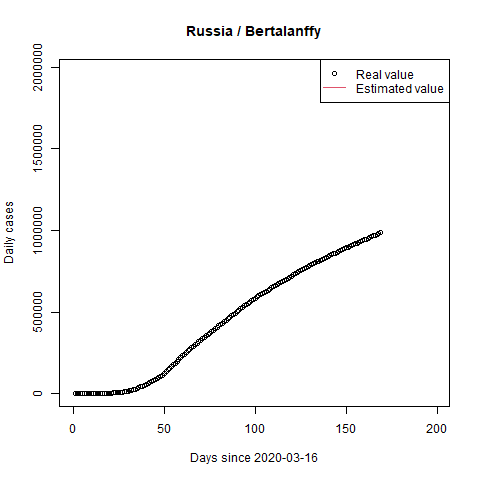 Russia / Bertalanffy
Real value
Estimated value
Daily cases
2000000
1500000
1000000
500000
0
0 50 100 150 200
Days since 2020-03-16